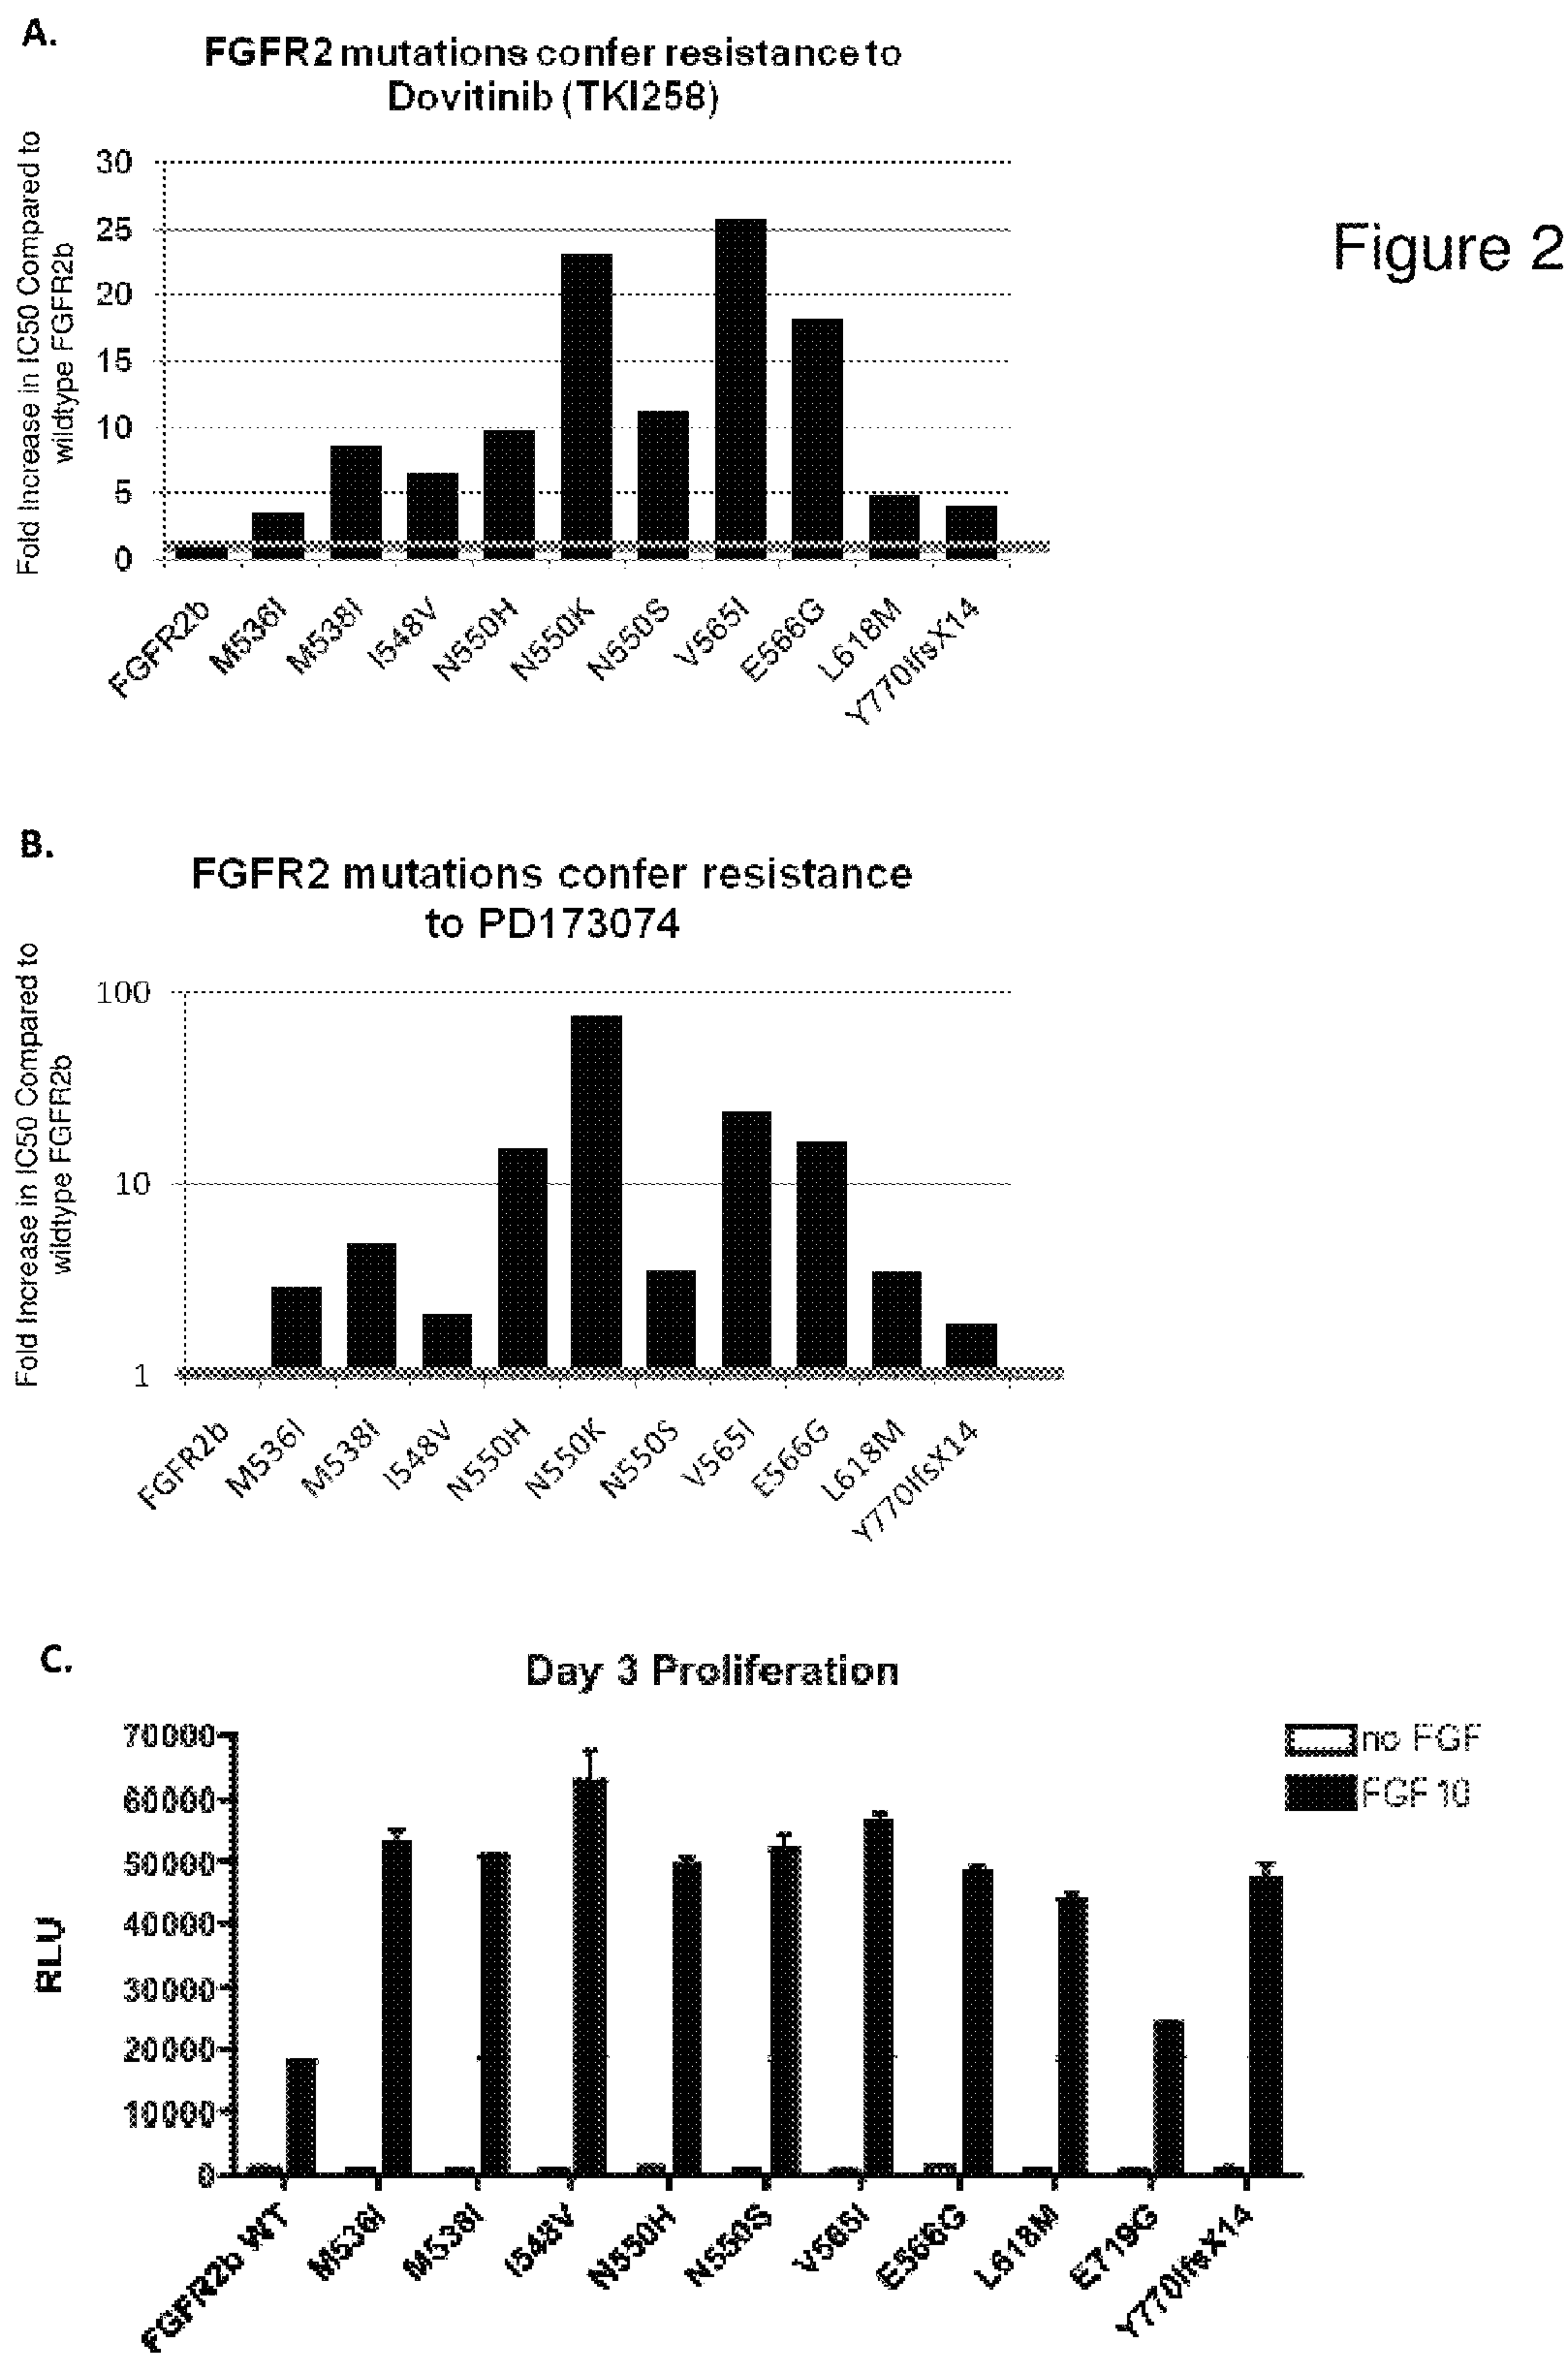 A.
FGFR2 mutations confer resistance to
Dovitinib (TKI258)
Figure 2
Fold Increase in IC50 Compared to
wildtype FGFR2b
30
25
20
15
10
5
0
FGFR2b M536I M538I I548V N550H N550K N550S V565I E566G L618M Y770IfsX14
B.
FGFR2 mutations confer resistance
to PD173074
Fold Increase in IC50 Compared to
wildtype FGFR2b
100
10
1
FGFR2b M536I M538I I548V N550H N550K N550S V565I E566G L618M Y770IfsX14
C.
Day 3 Proliferation
no FGF
FGF 10
RLU
70000
60000
50000
40000
30000
20000
10000
0
FGFR2b WT M536I M538I I548V N550H N550S V565I E566G L618M E719G Y770IfsX14